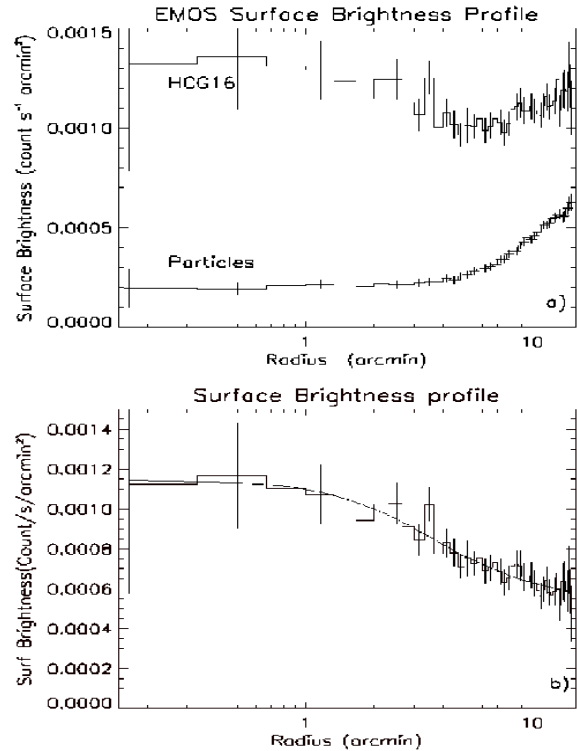 EMOS Surface Brightness Profile
Surface Brightness (count s⁻¹ arcmin²)
0.0015
0.0010
0.0005
0.0000
HCG16
Particles
a)
1
10
Radius (arcmin)
Surface Brightness profile
Surf Brightness(Count/s/arcmin²)
0.0014
0.0012
0.0010
0.0008
0.0006
0.0004
0.0002
0.0000
b)
1
10
Radius (arcmin)